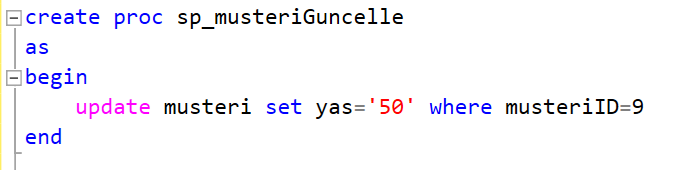 create proc sp_musteriGuncelle
as
begin
update musteri set yas='50' where musteriID=9
end